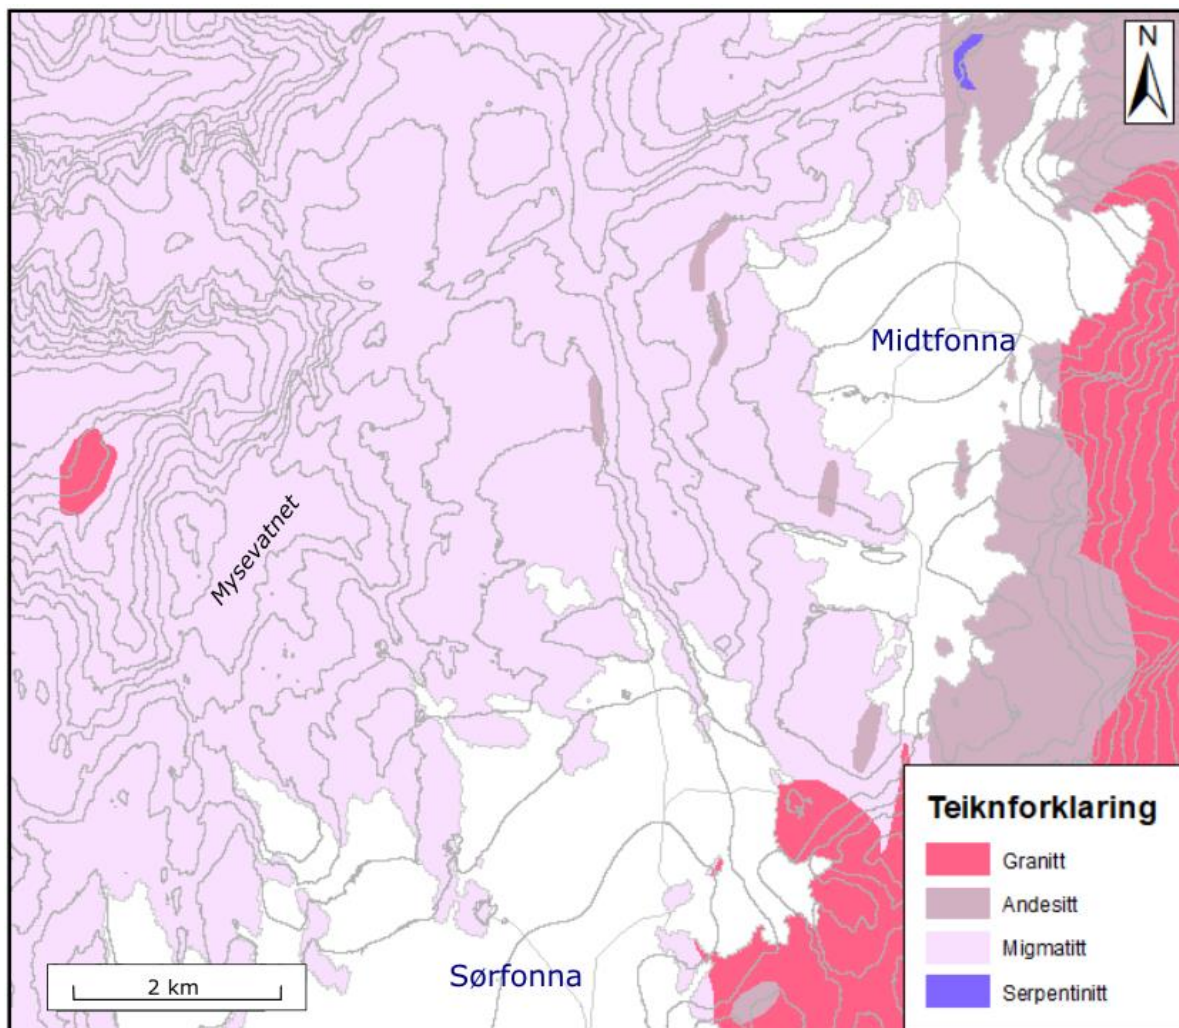 N
Midtfonna
Mysevatnet
Sørfonna
2 km
Teiknforklaring
Granitt
Andesitt
Migmatitt
Serpentinitt